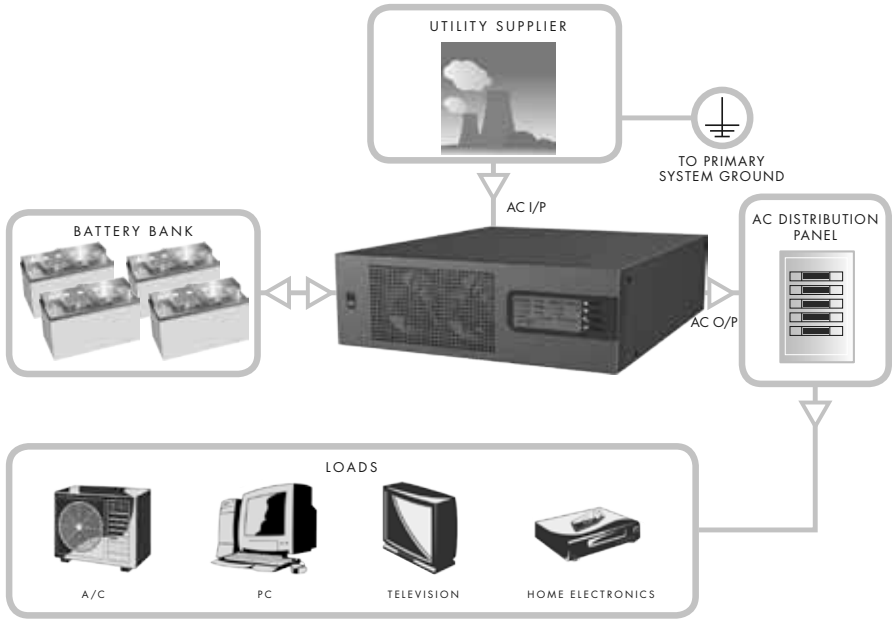 UTILITY SUPPLIER
TO PRIMARY
SYSTEM GROUND
AC I/P
BATTERY BANK
AC DISTRIBUTION
PANEL
AC O/P
LOADS
A/C
PC
TELEVISION
HOME ELECTRONICS